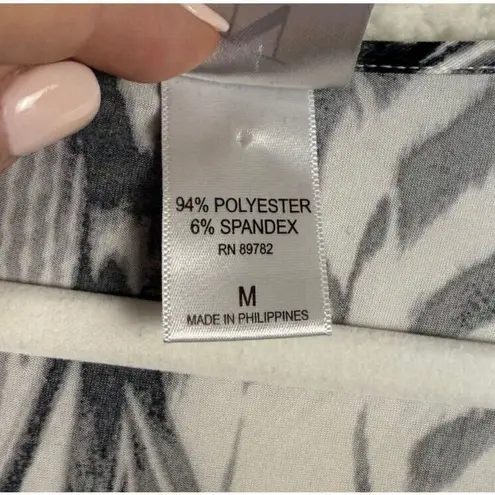 94% POLYESTER
6% SPANDEX
RN 89782
M
MADE IN PHILIPPINES